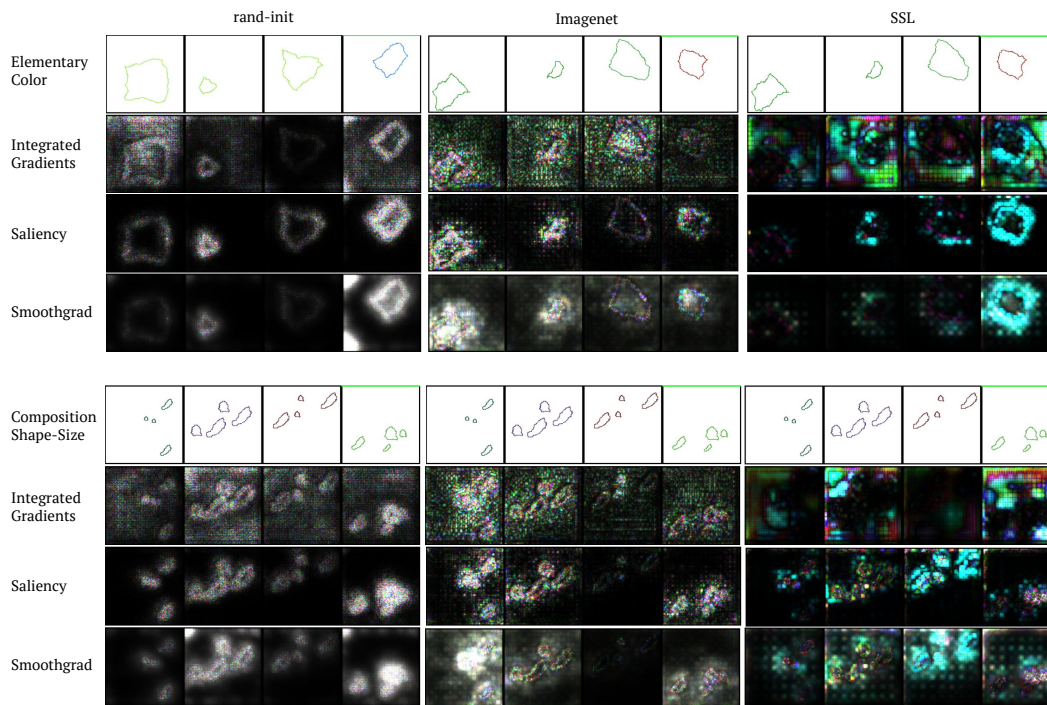 rand-init
Imagenet
SSL
Elementary
Color
Integrated
Gradients
Saliency
Smoothgrad
Composition
Shape-Size
Integrated
Gradients
Saliency
Smoothgrad